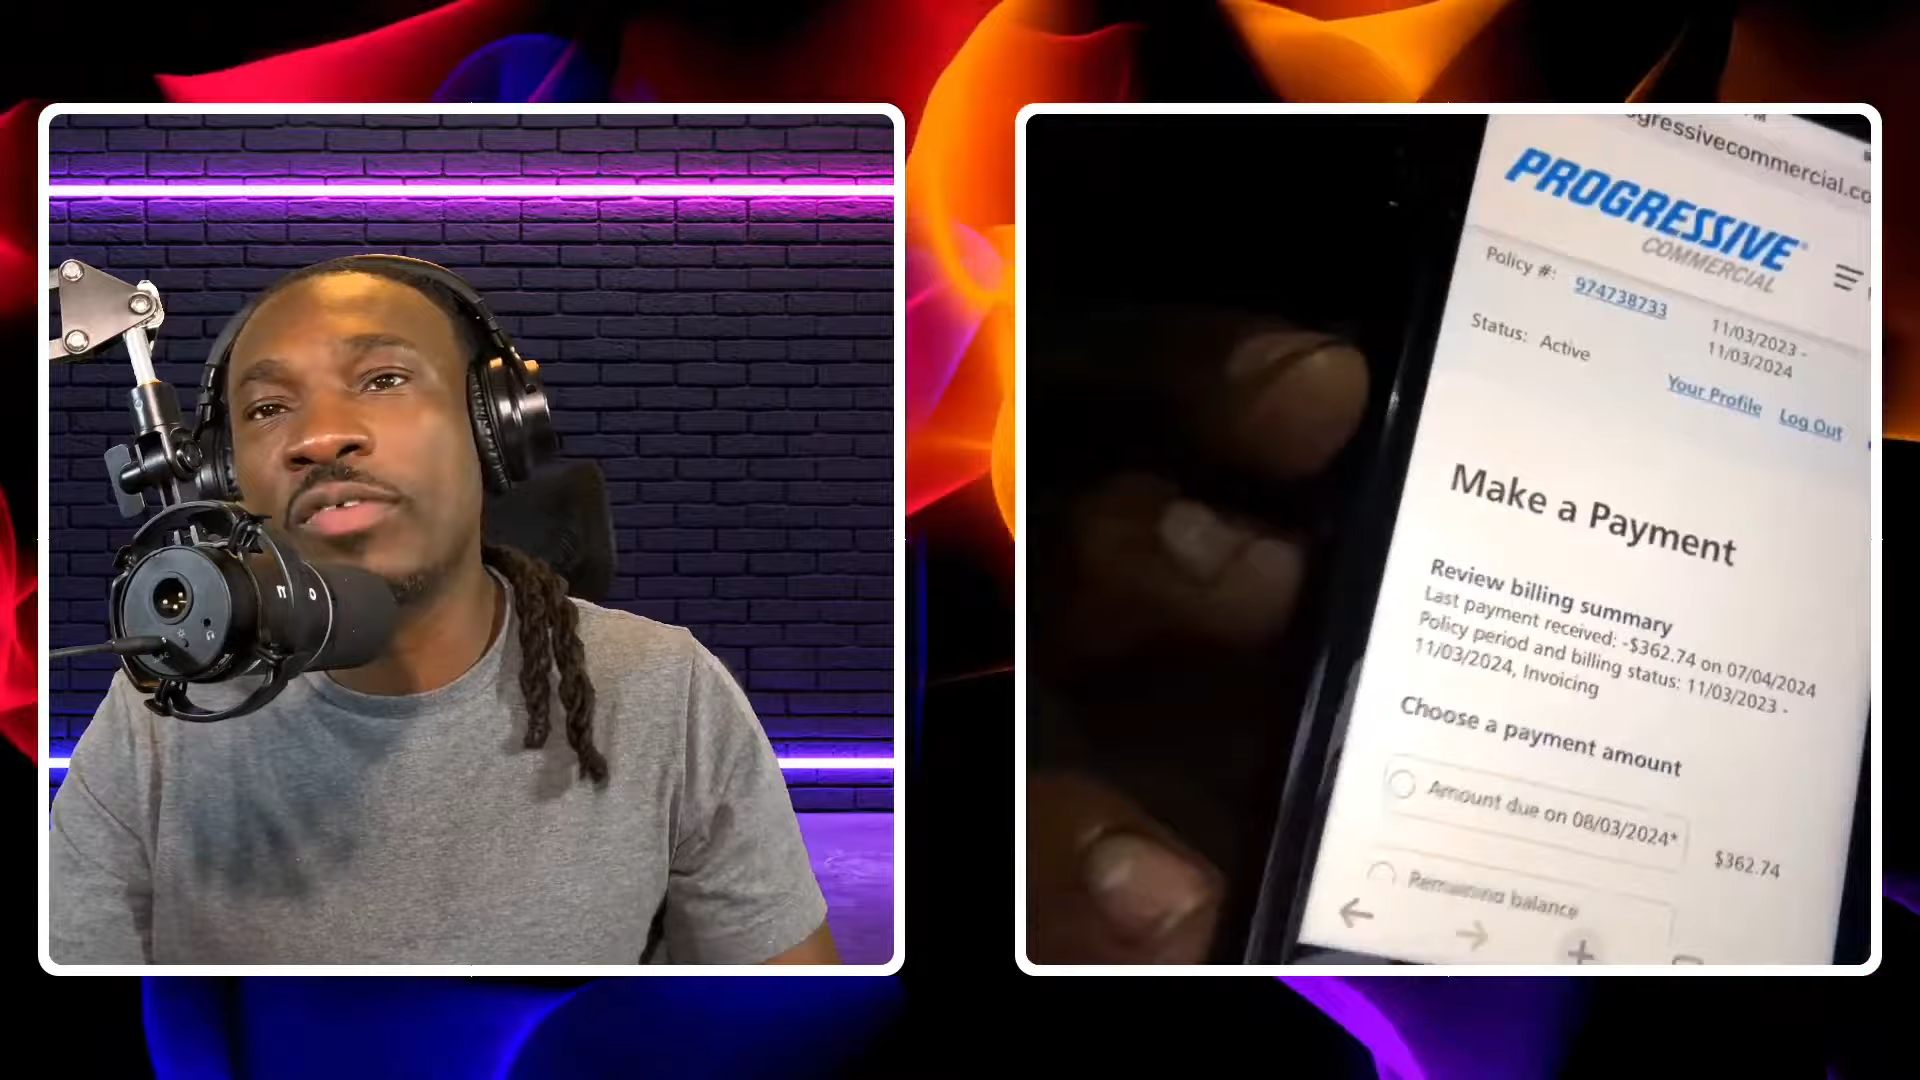 gressivecommercial.co
PROGRESSIVE
COMMERCIAL
Policy #: 974738733
11/03/2023 -
11/03/2024
Status: Active
Your Profile Log Out
Make a Payment
Review billing summary
Last payment received: -$362.74 on 07/04/2024
Policy period and billing status: 11/03/2023 -
11/03/2024, Invoicing
Choose a payment amount
Amount due on 08/03/2024*
$362.74
Remaining balance